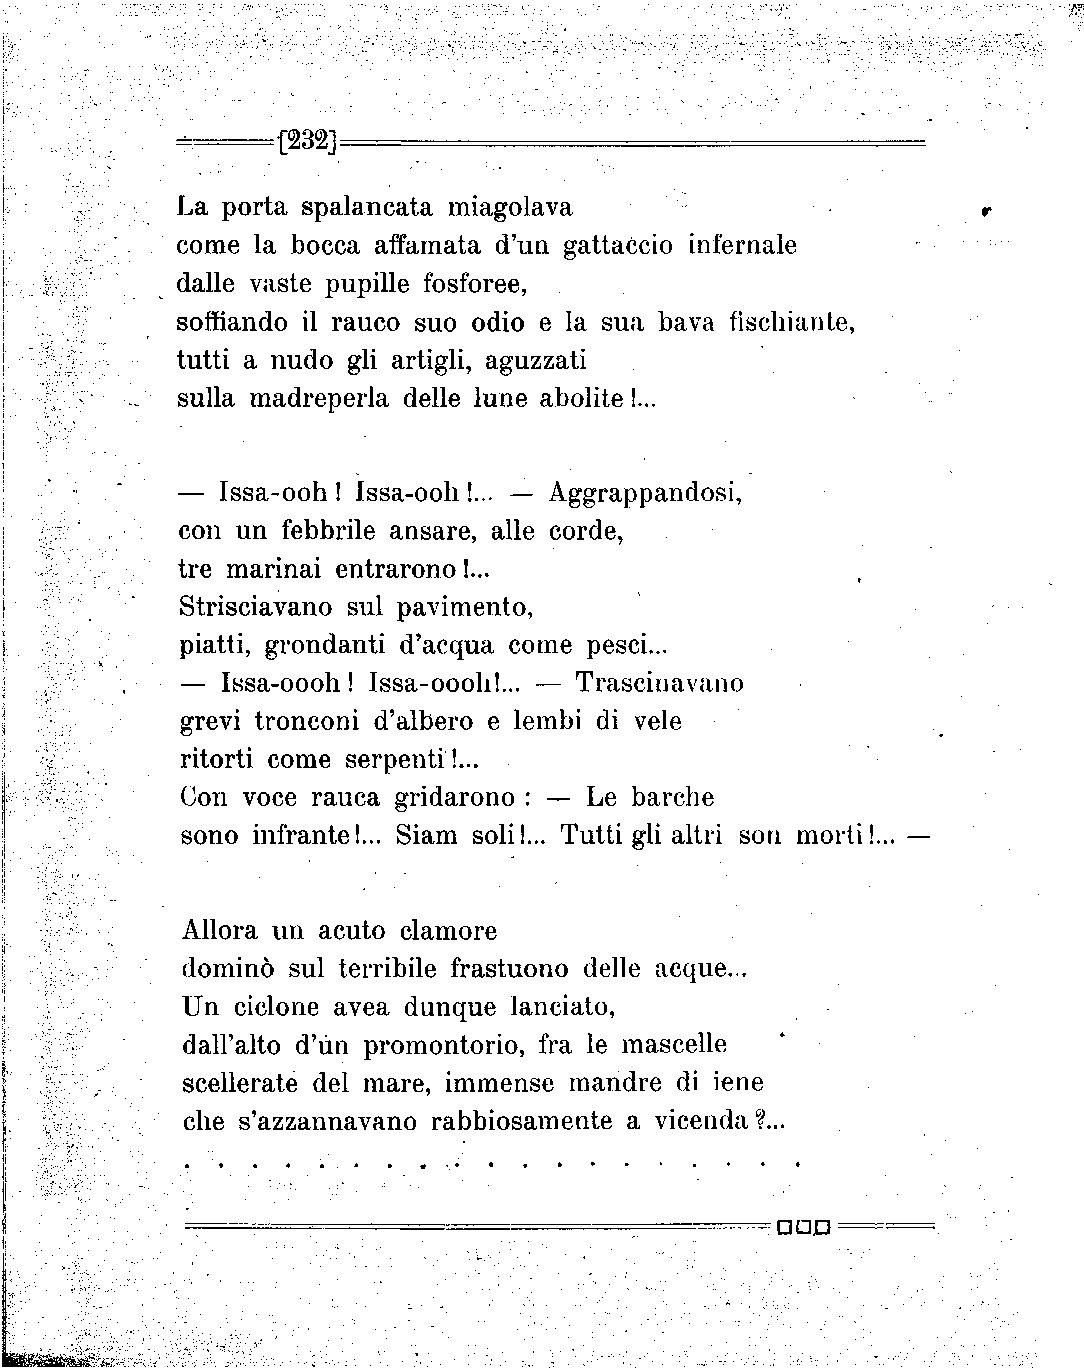 [232]
La porta spalancata miagolava
come la bocca affamata d'un gattaccio infernale
dalle vaste pupille fosforee,
soffiando il rauco suo odio e la sua bava fischiante,
tutti a nudo gli artigli, aguzzati
sulla madreperla delle lune abolite!...
— Issa-ooh! Issa-ooh!... — Aggrappandosi,
con un febbrile ansare, alle corde,
tre marinai entrarono!...
Strisciavano sul pavimento,
piatti, grondanti d'acqua come pesci...
— Issa-oooh! Issa-oooh!... — Trascinavano
grevi tronconi d'albero e lembi di vele
ritorti come serpenti!...
Con voce rauca gridarono: — Le barche
sono infrante!... Siam soli!... Tutti gli altri son morti!... —
Allora un acuto clamore
dominò sul terribile frastuono delle acque...
Un ciclone avea dunque lanciato,
dall'alto d'un promontorio, fra le mascelle
scellerate del mare, immense mandre di iene
che s'azzannavano rabbiosamente a vicenda?...
. . . . . . . . . . . . . . . . . . .